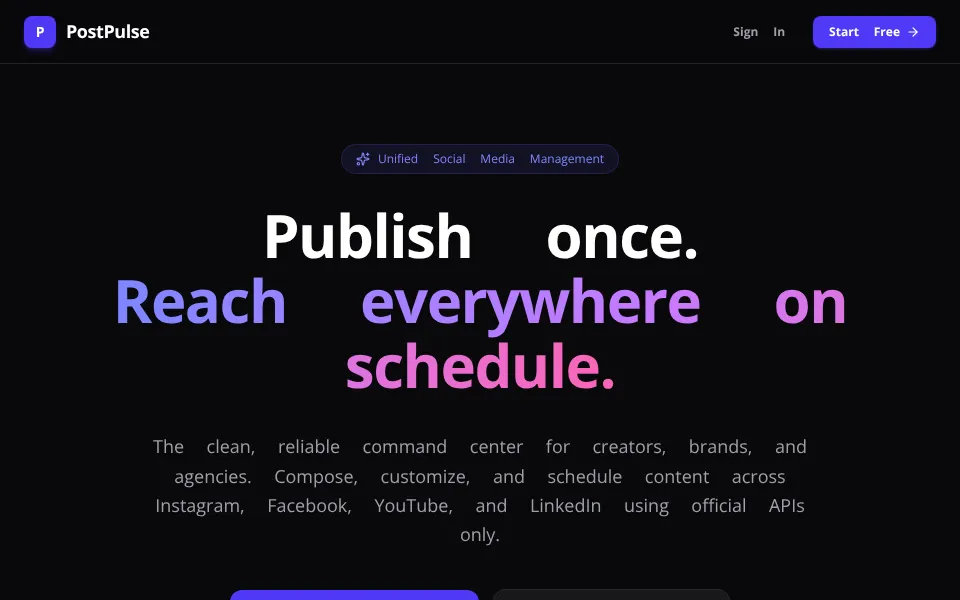 P PostPulse
Sign In
Start Free
Unified Social Media Management
Publish once.
Reach everywhere on
schedule.
The clean, reliable command center for creators, brands, and
agencies. Compose, customize, and schedule content across
Instagram, Facebook, YouTube, and LinkedIn using official APIs
only.